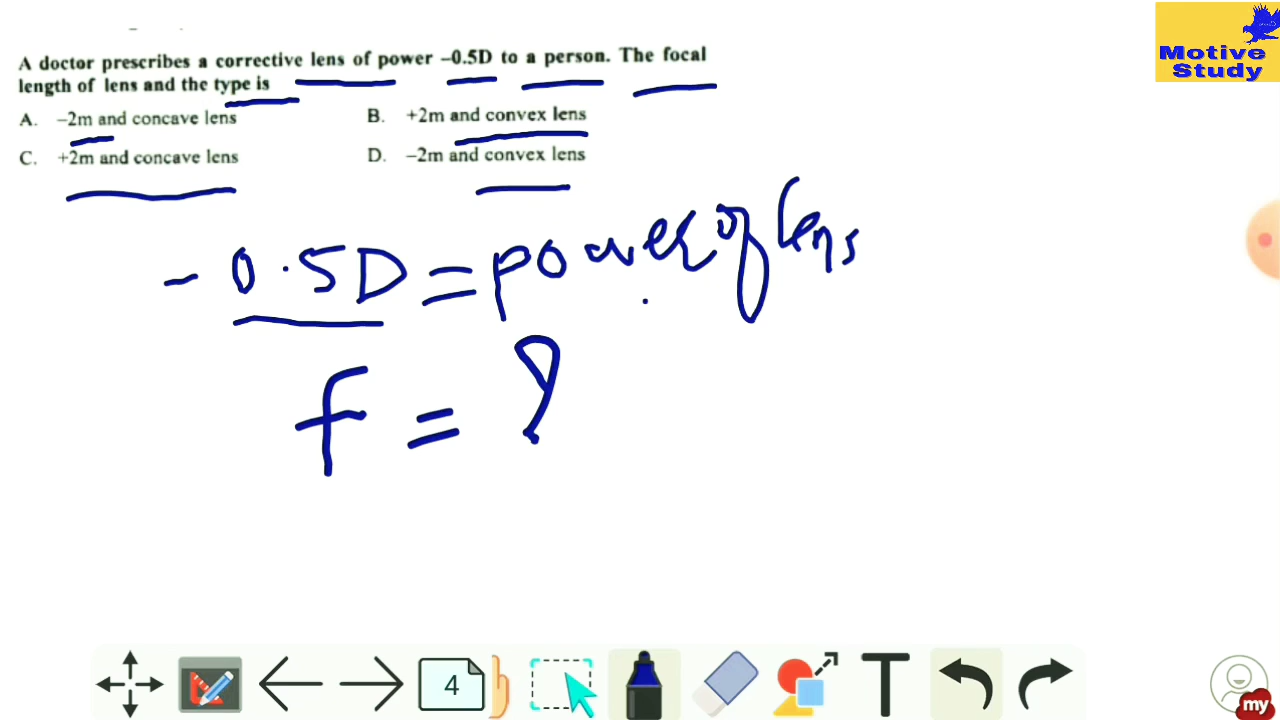 Motive
Study
A doctor prescribes a corrective lens of power –0.5D to a person. The focal
length of lens and the type is
A. –2m and concave lens
B. +2m and convex lens
C. +2m and concave lens
D. –2m and convex lens
- 0.5D = power of lens
f = ?
4
T
my